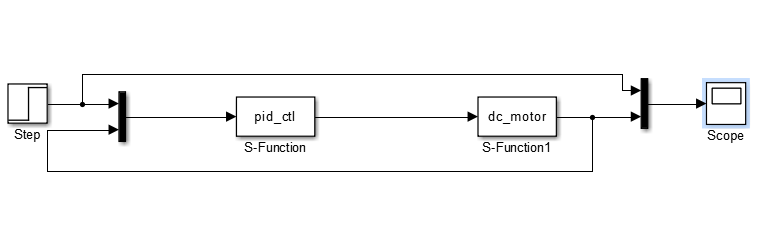 pid_ctl
dc_motor
Step
S-Function
S-Function1
Scope